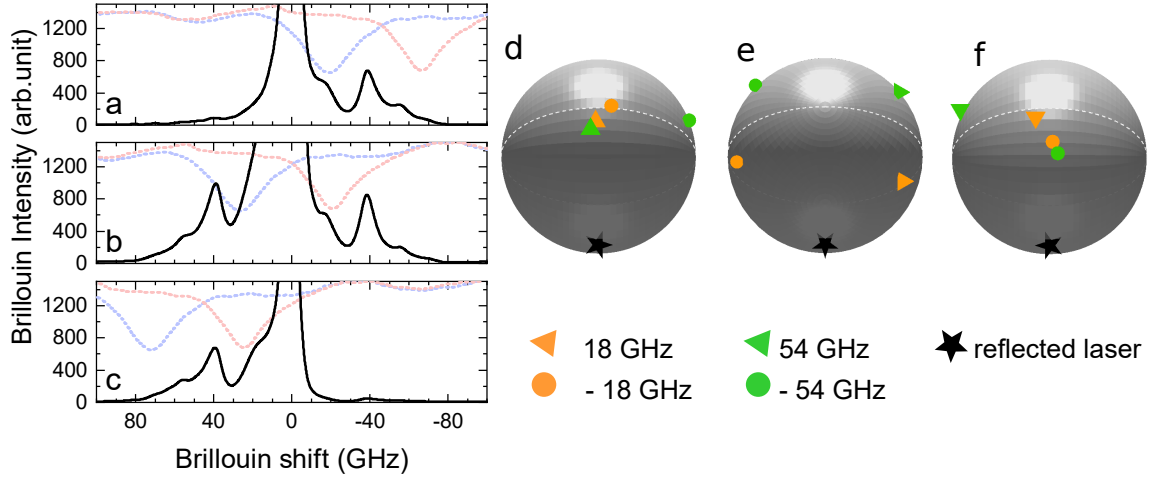 Brillouin Intensity (arb.unit)
1200
800
400
0
a
1200
800
400
0
b
1200
800
400
0
c
80 40 0 -40 -80
Brillouin shift (GHz)
d e f
18 GHz 54 GHz reflected laser
- 18 GHz - 54 GHz